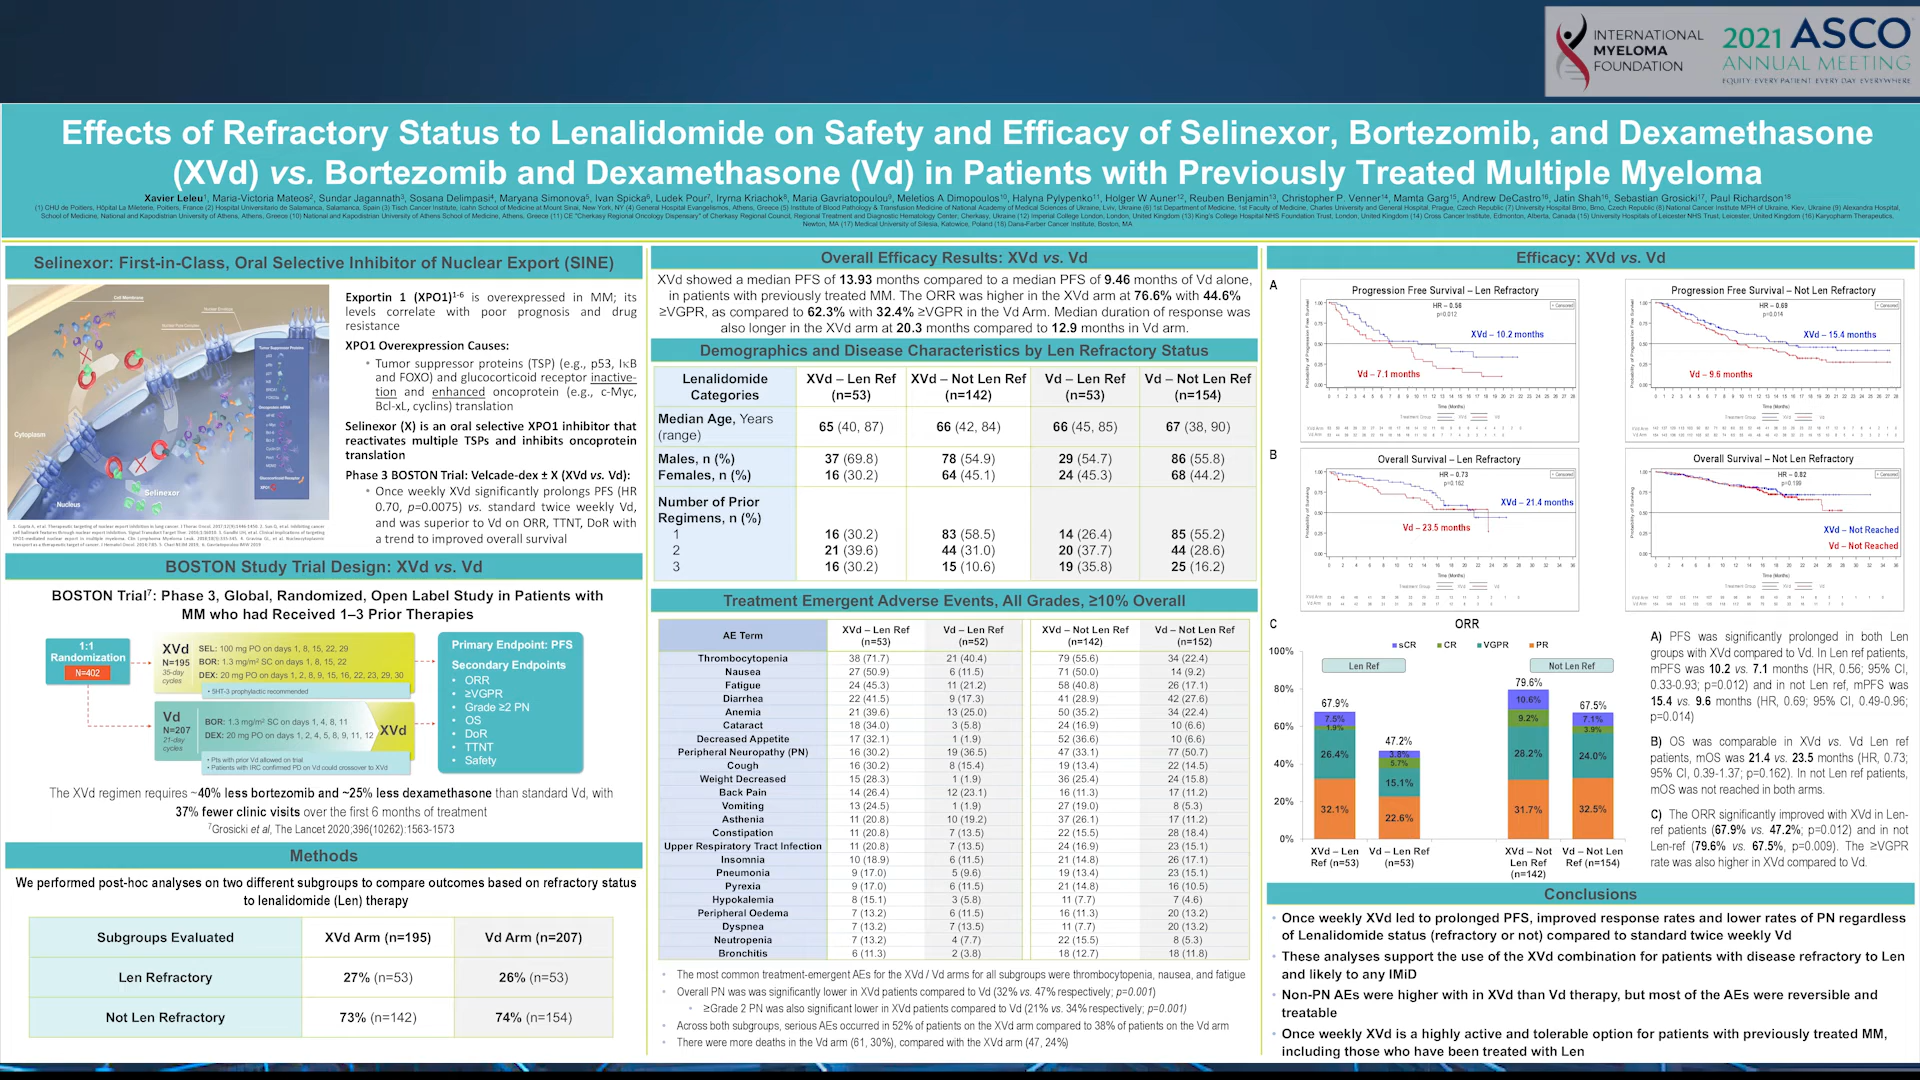 INTERNATIONAL
MYELOMA
FOUNDATION
2021 ASCO
ANNUAL MEETING
EQUITY: EVERY PATIENT. EVERY DAY. EVERYWHERE.
Effects of Refractory Status to Lenalidomide on Safety and Efficacy of Selinexor, Bortezomib, and Dexamethasone
(XVd) vs. Bortezomib and Dexamethasone (Vd) in Patients with Previously Treated Multiple Myeloma
Xavier Leleu1, Maria-Victoria Mateos2, Sundar Jagannath3, Sosana Delimpasi4, Maryana Simonova5, Ivan Spicka6, Ludek Pour7, Iryna Kriachok8, Maria Gavriatopoulou9, Meletios A Dimopoulos10, Halyna Pylypenko11, Holger W Auner12, Reuben Benjamin13, Christopher P. Venner14, Mamta Garg15, Andrew DeCastro16, Jatin Shah16, Sebastian Grosicki17, Paul Richardson18
Selinexor: First-in-Class, Oral Selective Inhibitor of Nuclear Export (SINE)
Cell Membrane
Cytoplasm
Nucleus
Selinexor
Exportin 1 (XPO1)1-6 is overexpressed in MM; its
levels correlate with poor prognosis and drug
resistance
XPO1 Overexpression Causes:
• Tumor suppressor proteins (TSP) (e.g., p53, IκB
and FOXO) and glucocorticoid receptor inactive-
tion and enhanced oncoprotein (e.g., c-Myc,
Bcl-xL, cyclins) translation
Selinexor (X) is an oral selective XPO1 inhibitor that
reactivates multiple TSPs and inhibits oncoprotein
translation
Phase 3 BOSTON Trial: Velcade-dex ± X (XVd vs. Vd):
• Once weekly XVd significantly prolongs PFS (HR
0.70, p=0.0075) vs. standard twice weekly Vd,
and was superior to Vd on ORR, TTNT, DoR with
a trend to improved overall survival
BOSTON Study Trial Design: XVd vs. Vd
BOSTON Trial7: Phase 3, Global, Randomized, Open Label Study in Patients with
MM who had Received 1–3 Prior Therapies
1:1
Randomization
N=402
XVd
N=195
35-day
cycles
SEL: 100 mg PO on days 1, 8, 15, 22, 29
BOR: 1.3 mg/m2 SC on days 1, 8, 15, 22
DEX: 20 mg PO on days 1, 2, 8, 9, 15, 16, 22, 23, 29, 30
• 5HT-3 prophylactic recommended
Vd
N=207
21-day
cycles
BOR: 1.3 mg/m2 SC on days 1, 4, 8, 11
DEX: 20 mg PO on days 1, 2, 4, 5, 8, 9, 11, 12
XVd
• Pts with prior Vd allowed on trial
• Patients with IRC confirmed PD on Vd could crossover to XVd
Primary Endpoint: PFS
Secondary Endpoints
• ORR
• ≥VGPR
• Grade ≥2 PN
• OS
• DoR
• TTNT
• Safety
The XVd regimen requires ~40% less bortezomib and ~25% less dexamethasone than standard Vd, with
37% fewer clinic visits over the first 6 months of treatment
7Grosicki et al, The Lancet 2020;396(10262):1563-1573
Methods
We performed post-hoc analyses on two different subgroups to compare outcomes based on refractory status
to lenalidomide (Len) therapy
Subgroups Evaluated XVd Arm (n=195) Vd Arm (n=207)
Len Refractory 27% (n=53) 26% (n=53)
Not Len Refractory 73% (n=142) 74% (n=154)
Overall Efficacy Results: XVd vs. Vd
XVd showed a median PFS of 13.93 months compared to a median PFS of 9.46 months of Vd alone,
in patients with previously treated MM. The ORR was higher in the XVd arm at 76.6% with 44.6%
≥VGPR, as compared to 62.3% with 32.4% ≥VGPR in the Vd Arm. Median duration of response was
also longer in the XVd arm at 20.3 months compared to 12.9 months in Vd arm.
Demographics and Disease Characteristics by Len Refractory Status
Lenalidomide XVd – Len Ref XVd – Not Len Ref Vd – Len Ref Vd – Not Len Ref
Categories (n=53) (n=142) (n=53) (n=154)
Median Age, Years
(range) 65 (40, 87) 66 (42, 84) 66 (45, 85) 67 (38, 90)
Males, n (%) 37 (69.8) 78 (54.9) 29 (54.7) 86 (55.8)
Females, n (%) 16 (30.2) 64 (45.1) 24 (45.3) 68 (44.2)
Number of Prior
Regimens, n (%)
1 16 (30.2) 83 (58.5) 14 (26.4) 85 (55.2)
2 21 (39.6) 44 (31.0) 20 (37.7) 44 (28.6)
3 16 (30.2) 15 (10.6) 19 (35.8) 25 (16.2)
Treatment Emergent Adverse Events, All Grades, ≥10% Overall
AE Term XVd – Len Ref Vd – Len Ref XVd – Not Len Ref Vd – Not Len Ref
(n=53) (n=52) (n=142) (n=152)
Thrombocytopenia 38 (71.7) 21 (40.4) 79 (55.6) 34 (22.4)
Nausea 27 (50.9) 6 (11.5) 71 (50.0) 14 (9.2)
Fatigue 24 (45.3) 11 (21.2) 58 (40.8) 26 (17.1)
Diarrhea 22 (41.5) 9 (17.3) 41 (28.9) 42 (27.6)
Anemia 21 (39.6) 13 (25.0) 50 (35.2) 34 (22.4)
Cataract 18 (34.0) 3 (5.8) 24 (16.9) 10 (6.6)
Decreased Appetite 17 (32.1) 1 (1.9) 52 (36.6) 10 (6.6)
Peripheral Neuropathy (PN) 16 (30.2) 19 (36.5) 47 (33.1) 77 (50.7)
Cough 16 (30.2) 8 (15.4) 19 (13.4) 22 (14.5)
Weight Decreased 15 (28.3) 1 (1.9) 36 (25.4) 24 (15.8)
Back Pain 14 (26.4) 12 (23.1) 16 (11.3) 17 (11.2)
Vomiting 13 (24.5) 1 (1.9) 27 (19.0) 8 (5.3)
Asthenia 11 (20.8) 10 (19.2) 37 (26.1) 17 (11.2)
Constipation 11 (20.8) 7 (13.5) 22 (15.5) 28 (18.4)
Upper Respiratory Tract Infection 11 (20.8) 7 (13.5) 24 (16.9) 23 (15.1)
Insomnia 10 (18.9) 6 (11.5) 21 (14.8) 26 (17.1)
Pneumonia 9 (17.0) 5 (9.6) 19 (13.4) 23 (15.1)
Pyrexia 9 (17.0) 6 (11.5) 21 (14.8) 16 (10.5)
Hypokalemia 8 (15.1) 3 (5.8) 11 (7.7) 7 (4.6)
Peripheral Oedema 7 (13.2) 6 (11.5) 16 (11.3) 20 (13.2)
Dyspnea 7 (13.2) 7 (13.5) 11 (7.7) 20 (13.2)
Neutropenia 7 (13.2) 4 (7.7) 22 (15.5) 8 (5.3)
Bronchitis 6 (11.3) 2 (3.8) 18 (12.7) 18 (11.8)
• The most common treatment-emergent AEs for the XVd / Vd arms for all subgroups were thrombocytopenia, nausea, and fatigue
• Overall PN was was significantly lower in XVd patients compared to Vd (32% vs. 47% respectively; p=0.001)
• ≥Grade 2 PN was also significant lower in XVd patients compared to Vd (21% vs. 34% respectively; p=0.001)
• Across both subgroups, serious AEs occurred in 52% of patients on the XVd arm compared to 38% of patients on the Vd arm
• There were more deaths in the Vd arm (61, 30%), compared with the XVd arm (47, 24%)
Efficacy: XVd vs. Vd
A
Progression Free Survival – Len Refractory
HR – 0.56
p=0.012
XVd – 10.2 months
Vd – 7.1 months
Time (Months)
Progression Free Survival – Not Len Refractory
HR – 0.69
p=0.014
XVd – 15.4 months
Vd – 9.6 months
Time (Months)
B
Overall Survival – Len Refractory
HR – 0.73
p=0.162
XVd – 21.4 months
Vd – 23.5 months
Time (Months)
Overall Survival – Not Len Refractory
HR – 0.82
p=0.199
XVd – Not Reached
Vd – Not Reached
Time (Months)
C
ORR
sCR CR VGPR PR
100%
80%
60%
40%
20%
0%
Len Ref
Not Len Ref
67.9%
7.5%
1.9%
26.4%
32.1%
47.2%
3.8%
5.7%
15.1%
22.6%
79.6%
10.6%
9.2%
28.2%
31.7%
67.5%
7.1%
3.9%
24.0%
32.5%
XVd – Len Vd – Len Ref XVd – Not Vd – Not Len
Ref (n=53) (n=53) Len Ref Ref (n=154)
(n=142)
A) PFS was significantly prolonged in both Len
groups with XVd compared to Vd. In Len ref patients,
mPFS was 10.2 vs. 7.1 months (HR, 0.56; 95% CI,
0.33-0.93; p=0.012) and in not Len ref, mPFS was
15.4 vs. 9.6 months (HR, 0.69; 95% CI, 0.49-0.96;
p=0.014)
B) OS was comparable in XVd vs. Vd Len ref
patients, mOS was 21.4 vs. 23.5 months (HR, 0.73;
95% CI, 0.39-1.37; p=0.162). In not Len ref patients,
mOS was not reached in both arms.
C) The ORR significantly improved with XVd in Len-
ref patients (67.9% vs. 47.2%; p=0.012) and in not
Len-ref (79.6% vs. 67.5%, p=0.009). The ≥VGPR
rate was also higher in XVd compared to Vd.
Conclusions
• Once weekly XVd led to prolonged PFS, improved response rates and lower rates of PN regardless
of Lenalidomide status (refractory or not) compared to standard twice weekly Vd
• These analyses support the use of the XVd combination for patients with disease refractory to Len
and likely to any IMiD
• Non-PN AEs were higher with in XVd than Vd therapy, but most of the AEs were reversible and
treatable
• Once weekly XVd is a highly active and tolerable option for patients with previously treated MM,
including those who have been treated with Len